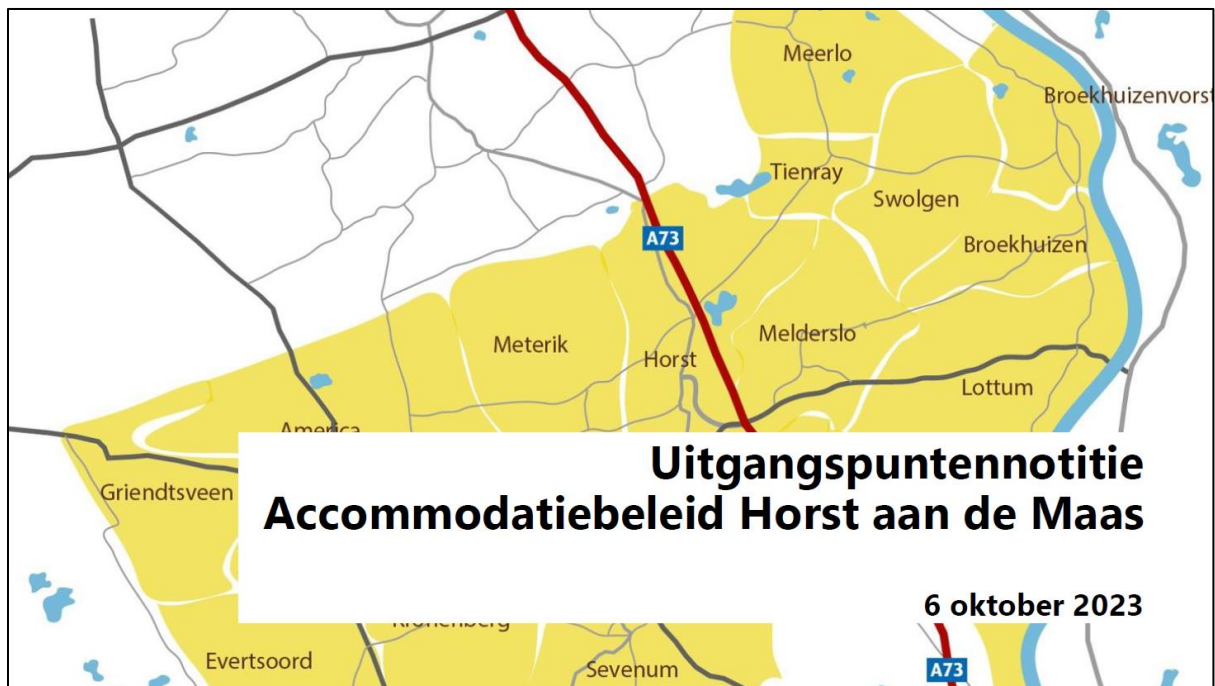 Meerlo
Broekhuizenvorst
Tienray
Swolgen
A73
Broekhuizen
Meterik
Horst
Melderslo
Lottum
America
Griendtsveen
Uitgangspuntennotitie
Accommodatiebeleid Horst aan de Maas
6 oktober 2023
Kronenberg
Evertsoord
Sevenum
A73